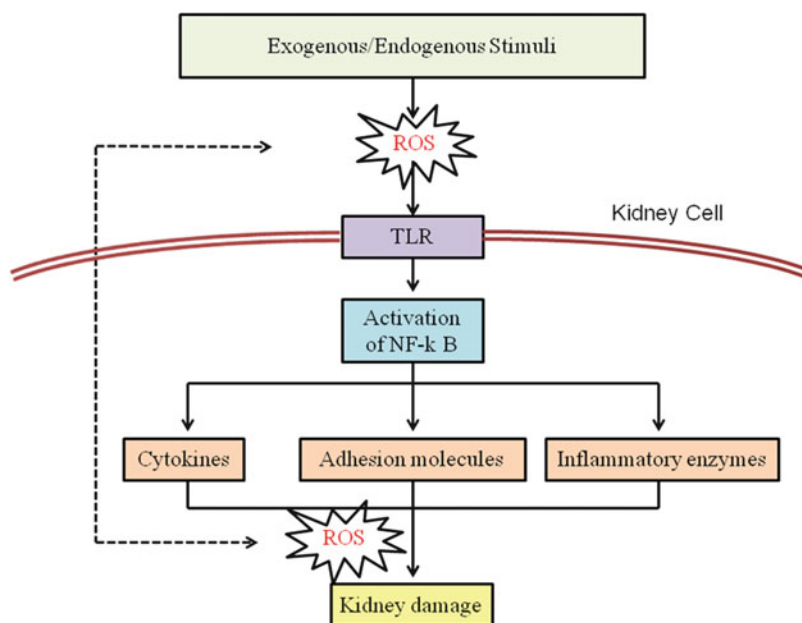 Exogenous/Endogenous Stimuli
ROS
Kidney Cell
TLR
Activation
of NF-k B
Cytokines
Adhesion molecules
Inflammatory enzymes
ROS
Kidney damage